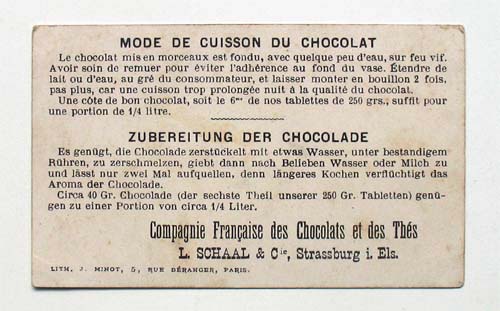 MODE DE CUISSON DU CHOCOLAT
Le chocolat mis en morceaux est fondu, avec quelque peu d'eau, sur feu vif.
Avoir soin de remuer pour éviter l'adhérence au fond du vase. Étendre de
lait ou d'eau, au gré du consommateur, et laisser monter en bouillon 2 fois,
pas plus, car une cuisson trop prolongée nuit à la qualité du chocolat.
Une côte de bon chocolat, soit le 6me de nos tablettes de 250 grs., suffit pour
une portion de 1/4 litre.
ZUBEREITUNG DER CHOCOLADE
Es genügt, die Chocolade zerstückelt mit etwas Wasser, unter bestandigem
Rühren, zu zerschmelzen, giebt dann nach Belieben Wasser oder Milch zu
und lässt nur zwei Mal aufquellen, denn längeres Kochen verflüchtigt das
Aroma der Chocolade.
Circa 40 Gr. Chocolade (der sechste Theil unserer 250 Gr. Tabletten) genü-
gen zu einer Portion von circa 1/4 Liter.
Compagnie Française des Chocolats et des Thés
L. SCHAAL & Cie, Strassburg i. Els.
LITH. J. MINOT, 5, RUE BÉRANGER, PARIS.